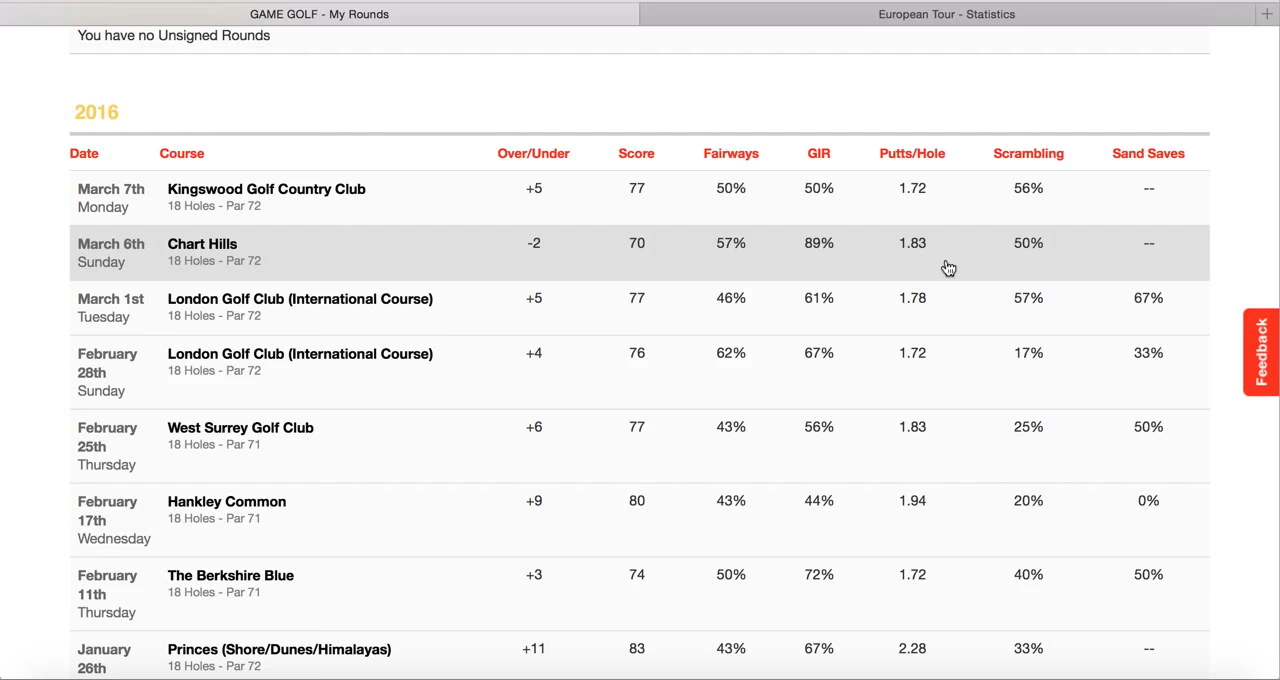 GAME GOLF - My Rounds European Tour - Statistics +
You have no Unsigned Rounds
2016
Date Course Over/Under Score Fairways GIR Putts/Hole Scrambling Sand Saves
March 7th Kingswood Golf Country Club +5 77 50% 50% 1.72 56% --
Monday 18 Holes - Par 72
March 6th Chart Hills -2 70 57% 89% 1.83 50% --
Sunday 18 Holes - Par 72
March 1st London Golf Club (International Course) +5 77 46% 61% 1.78 57% 67%
Tuesday 18 Holes - Par 72
February London Golf Club (International Course) +4 76 62% 67% 1.72 17% 33%
28th 18 Holes - Par 72
Sunday
February West Surrey Golf Club +6 77 43% 56% 1.83 25% 50%
25th 18 Holes - Par 71
Thursday
February Hankley Common +9 80 43% 44% 1.94 20% 0%
17th 18 Holes - Par 71
Wednesday
February The Berkshire Blue +3 74 50% 72% 1.72 40% 50%
11th 18 Holes - Par 71
Thursday
January Princes (Shore/Dunes/Himalayas) +11 83 43% 67% 2.28 33% --
26th 18 Holes - Par 72
Feedback